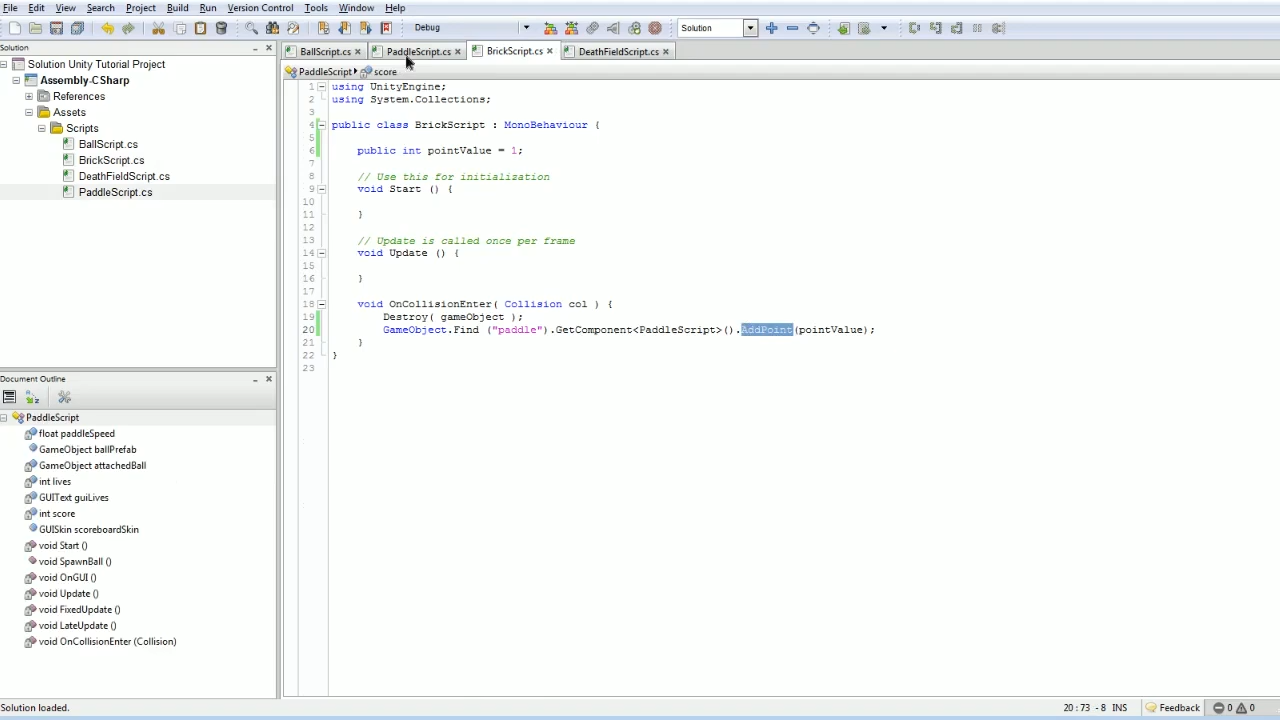 File Edit View Search Project Build Run Version Control Tools Window Help
Debug Solution
Solution
BallScript.cs PaddleScript.cs BrickScript.cs DeathFieldScript.cs
Solution Unity Tutorial Project
Assembly-CSharp
References
Assets
Scripts
BallScript.cs
BrickScript.cs
DeathFieldScript.cs
PaddleScript.cs
PaddleScript score
1 using UnityEngine;
2 using System.Collections;
3
4 public class BrickScript : MonoBehaviour {
5
6 public int pointValue = 1;
7
8 // Use this for initialization
9 void Start () {
10
11 }
12
13 // Update is called once per frame
14 void Update () {
15
16 }
17
18 void OnCollisionEnter( Collision col ) {
19 Destroy( gameObject );
20 GameObject.Find ("paddle").GetComponent<PaddleScript>().AddPoint(pointValue);
21 }
22 }
23
Document Outline
PaddleScript
float paddleSpeed
GameObject ballPrefab
GameObject attachedBall
int lives
GUIText guiLives
int score
GUISkin scoreboardSkin
void Start ()
void SpawnBall ()
void OnGUI ()
void Update ()
void FixedUpdate ()
void LateUpdate ()
void OnCollisionEnter (Collision)
Solution loaded. 20 : 73 - 8 INS Feedback 0 0